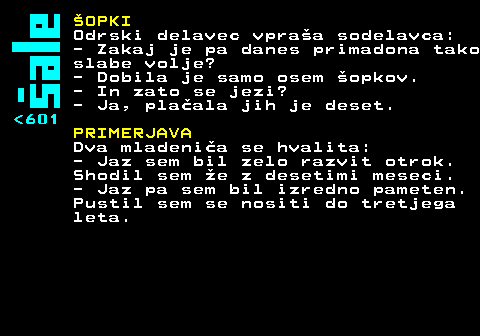 Šale
<601
ŠOPKI
Odrski delavec vpraša sodelavca:
- Zakaj je pa danes primadona tako
slabe volje?
- Dobila je samo osem šopkov.
- In zato se jezi?
- Ja, plačala jih je deset.
PRIMERJAVA
Dva mladeniča se hvalita:
- Jaz sem bil zelo razvit otrok.
Shodil sem že z desetimi meseci.
- Jaz pa sem bil izredno pameten.
Pustil sem se nositi do tretjega
leta.